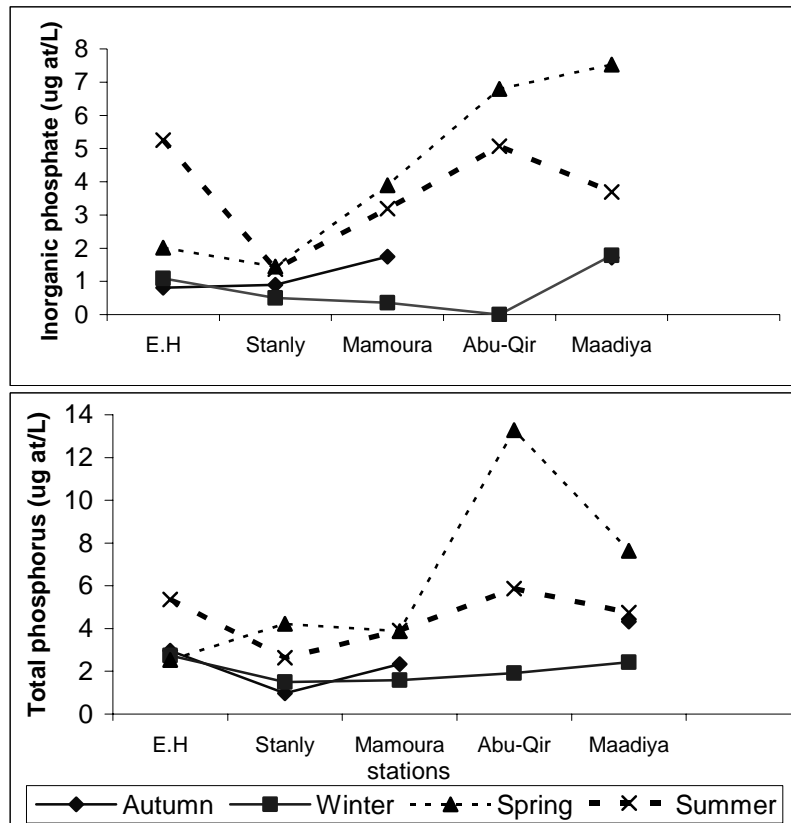 Inorganic phosphate (ug at/L)
8
7
6
5
4
3
2
1
0
E.H Stanly Mamoura Abu-Qir Maadiya
Total phosphorus (ug at/L)
14
12
10
8
6
4
2
0
E.H Stanly Mamoura Abu-Qir Maadiya
stations
Autumn Winter Spring Summer